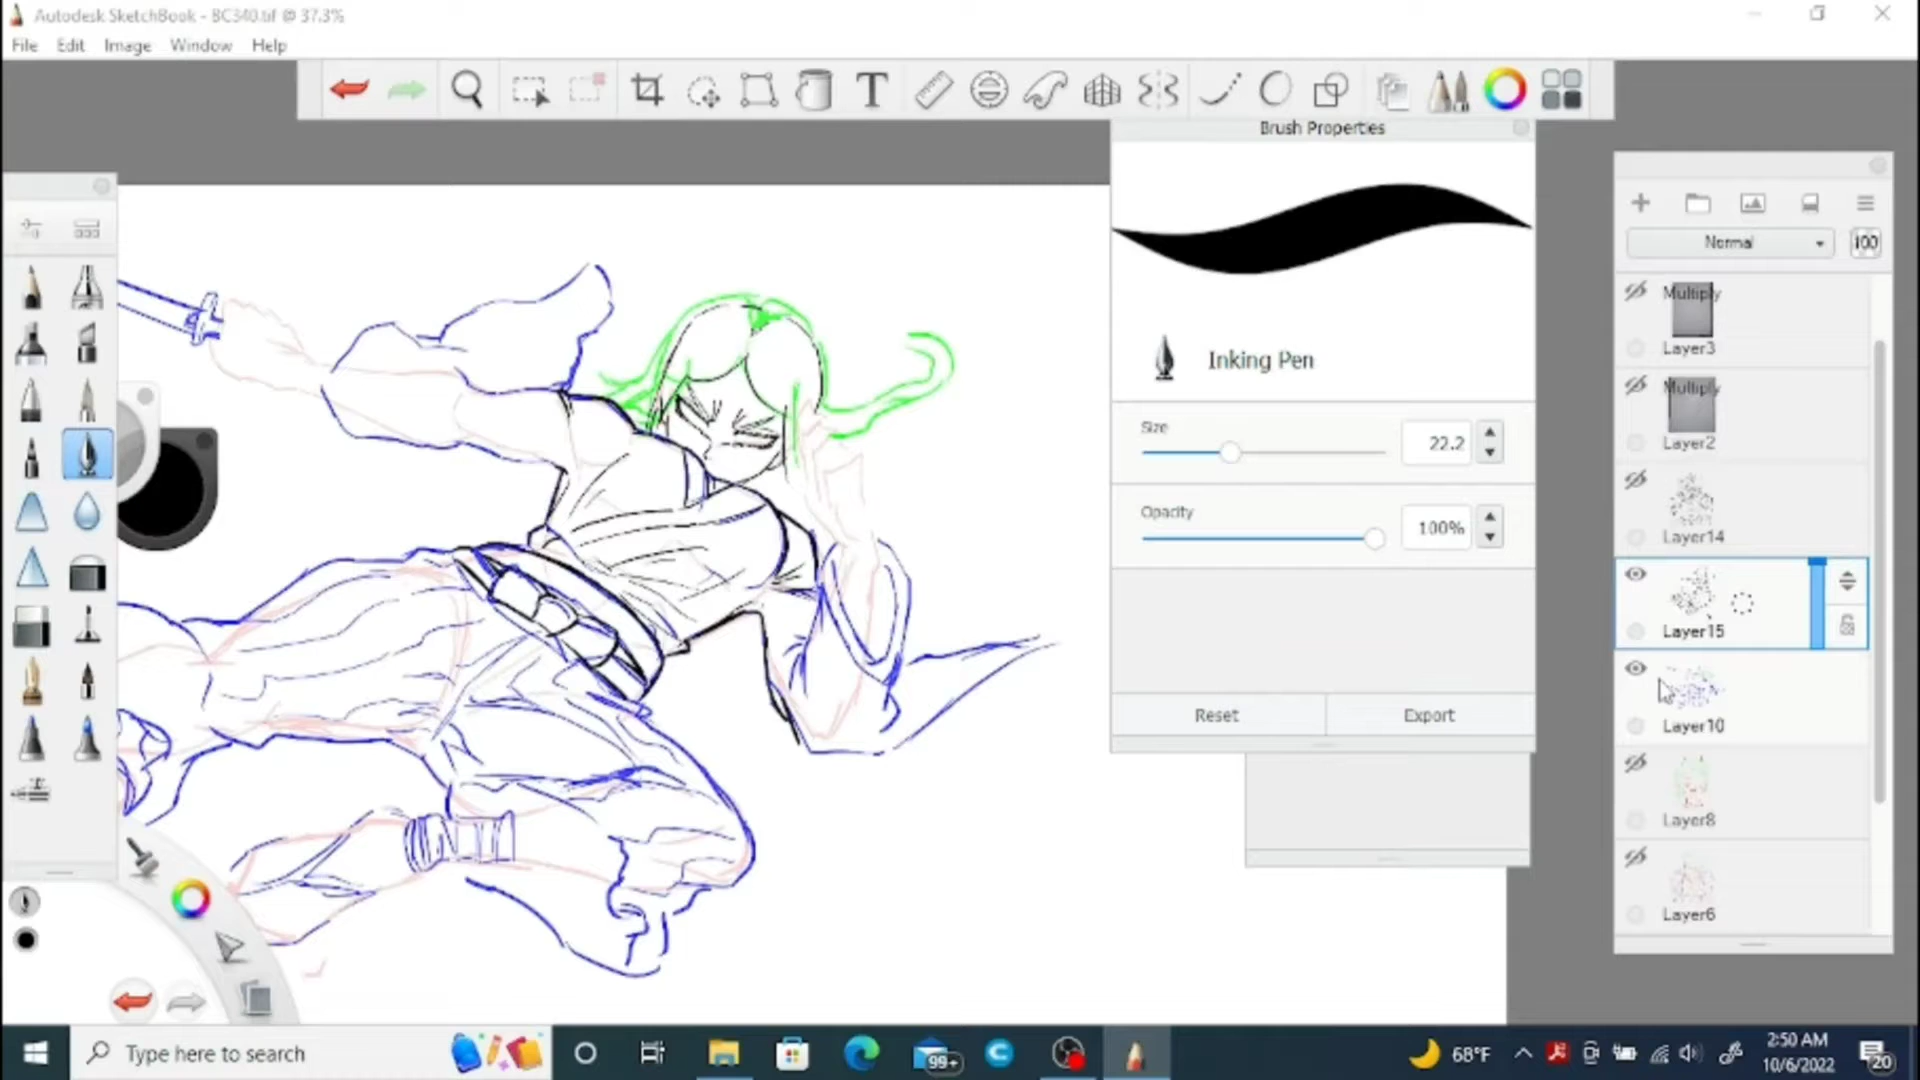 Autodesk SketchBook - BC340.tif @ 37.3%
File Edit Image Window Help
T
Brush Properties
Normal 100
Multiply
Layer3
Inking Pen
Multiply
Layer2
Size
22.2
Opacity
100%
Layer14
Layer15
Reset Export
Layer10
Layer8
Layer6
Type here to search
99+
68°F
2:50 AM
10/6/2022
20